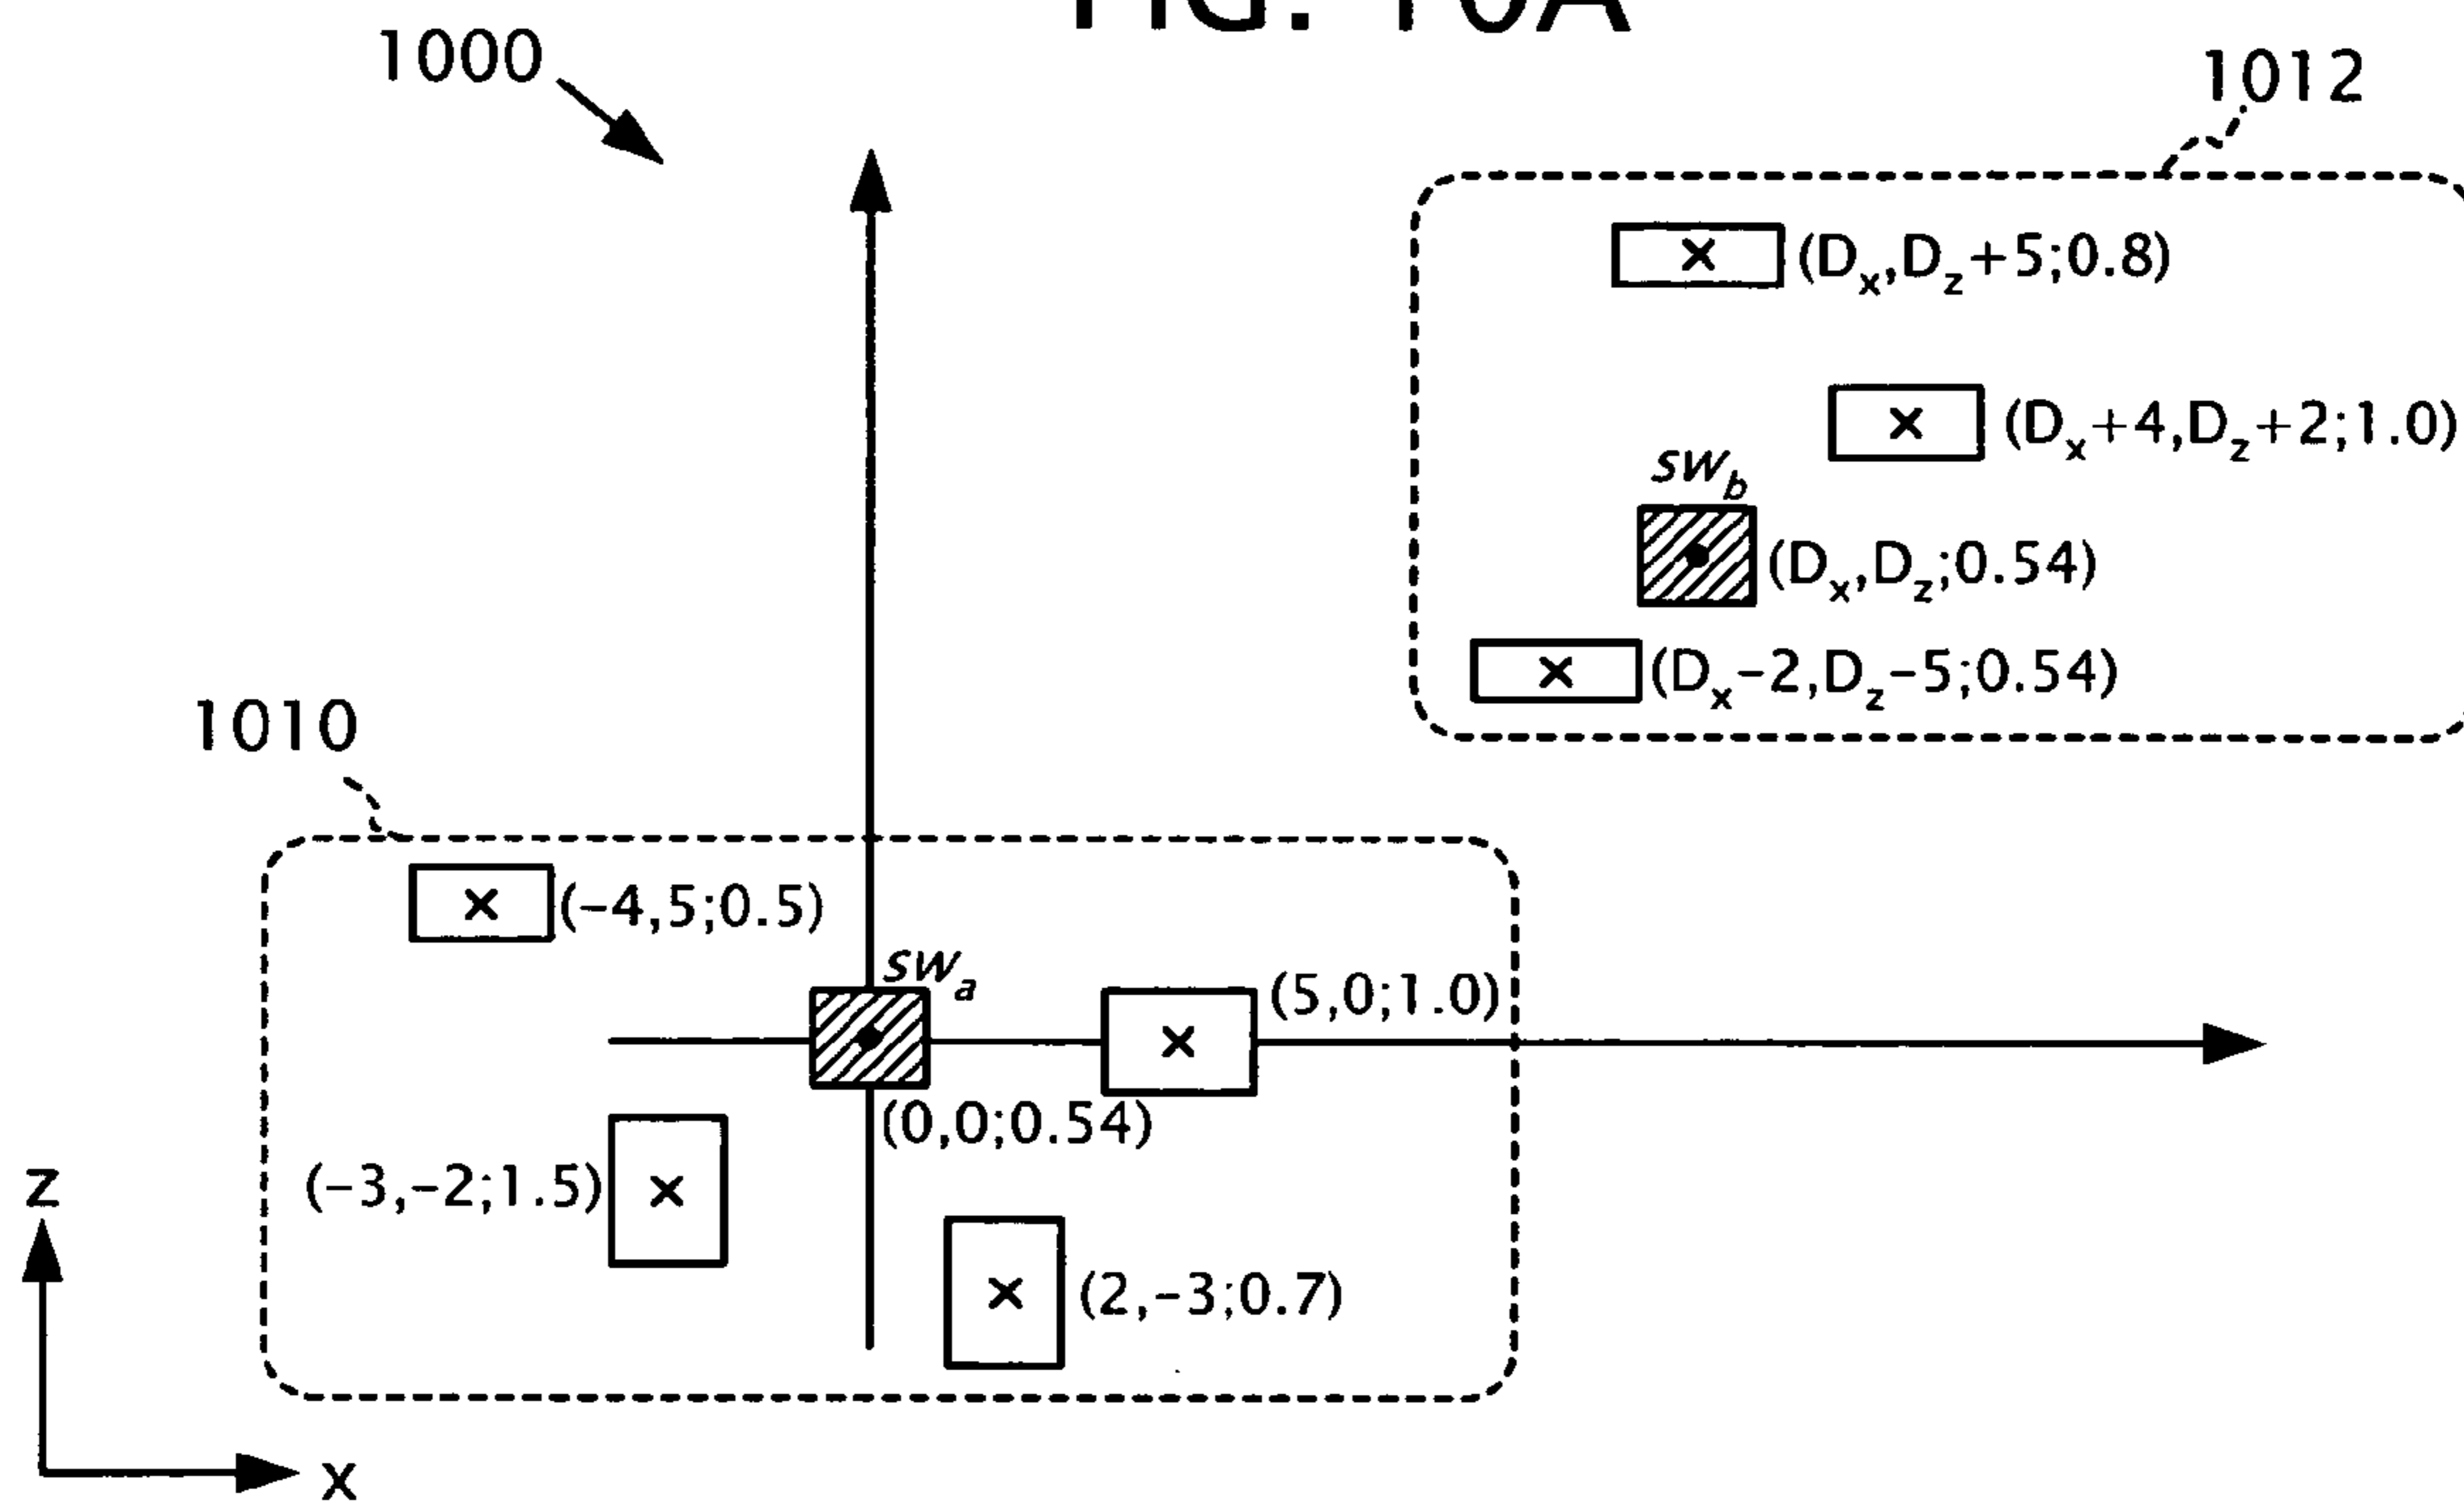 FIG. 10A
1000
1012
(Dx,Dz+5;0.8)
(Dx+4,Dz+2;1.0)
swb
(Dx,Dz;0.54)
(Dx−2,Dz−5;0.54)
1010
(−4,5;0.5)
swa
(5,0;1.0)
(0,0;0.54)
(−3,−2;1.5)
(2,−3;0.7)
z
x